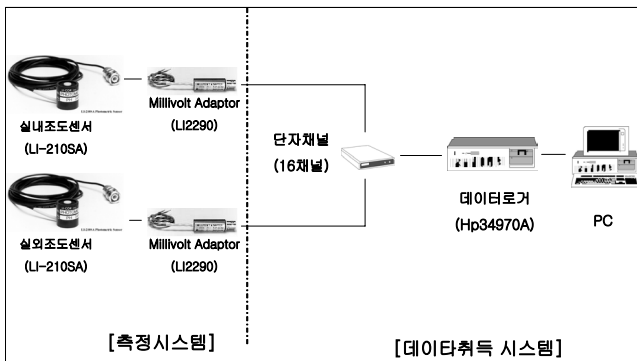 실내조도센서
(LI-210SA)
Millivolt Adaptor
(LI2290)
실외조도센서
(LI-210SA)
Millivolt Adaptor
(LI2290)
[측정시스템]
단자채널
(16채널)
데이터로거
(Hp34970A)
PC
[데이타취득 시스템]